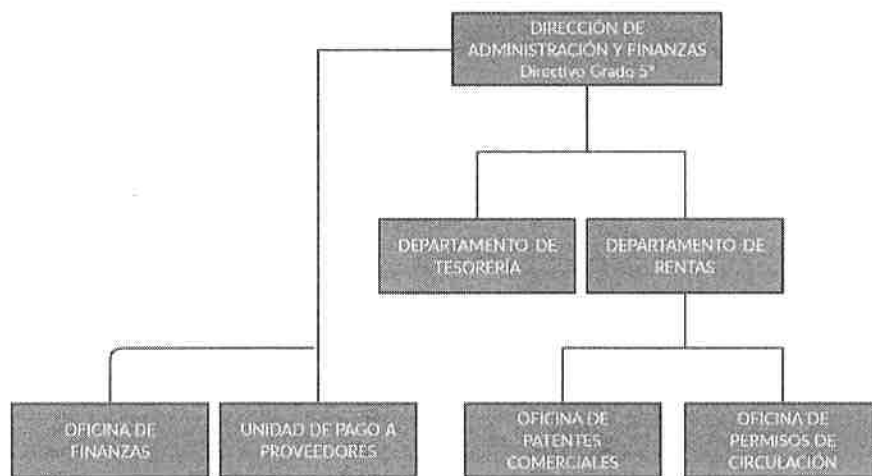 DIRECCIÓN DE
ADMINISTRACIÓN Y FINANZAS
Directivo Grado 5°
DEPARTAMENTO DE
TESORERÍA
DEPARTAMENTO DE
RENTAS
OFICINA DE
FINANZAS
UNIDAD DE PAGO A
PROVEEDORES
OFICINA DE
PATENTES
COMERCIALES
OFICINA DE
PERMISOS DE
CIRCULACIÓN